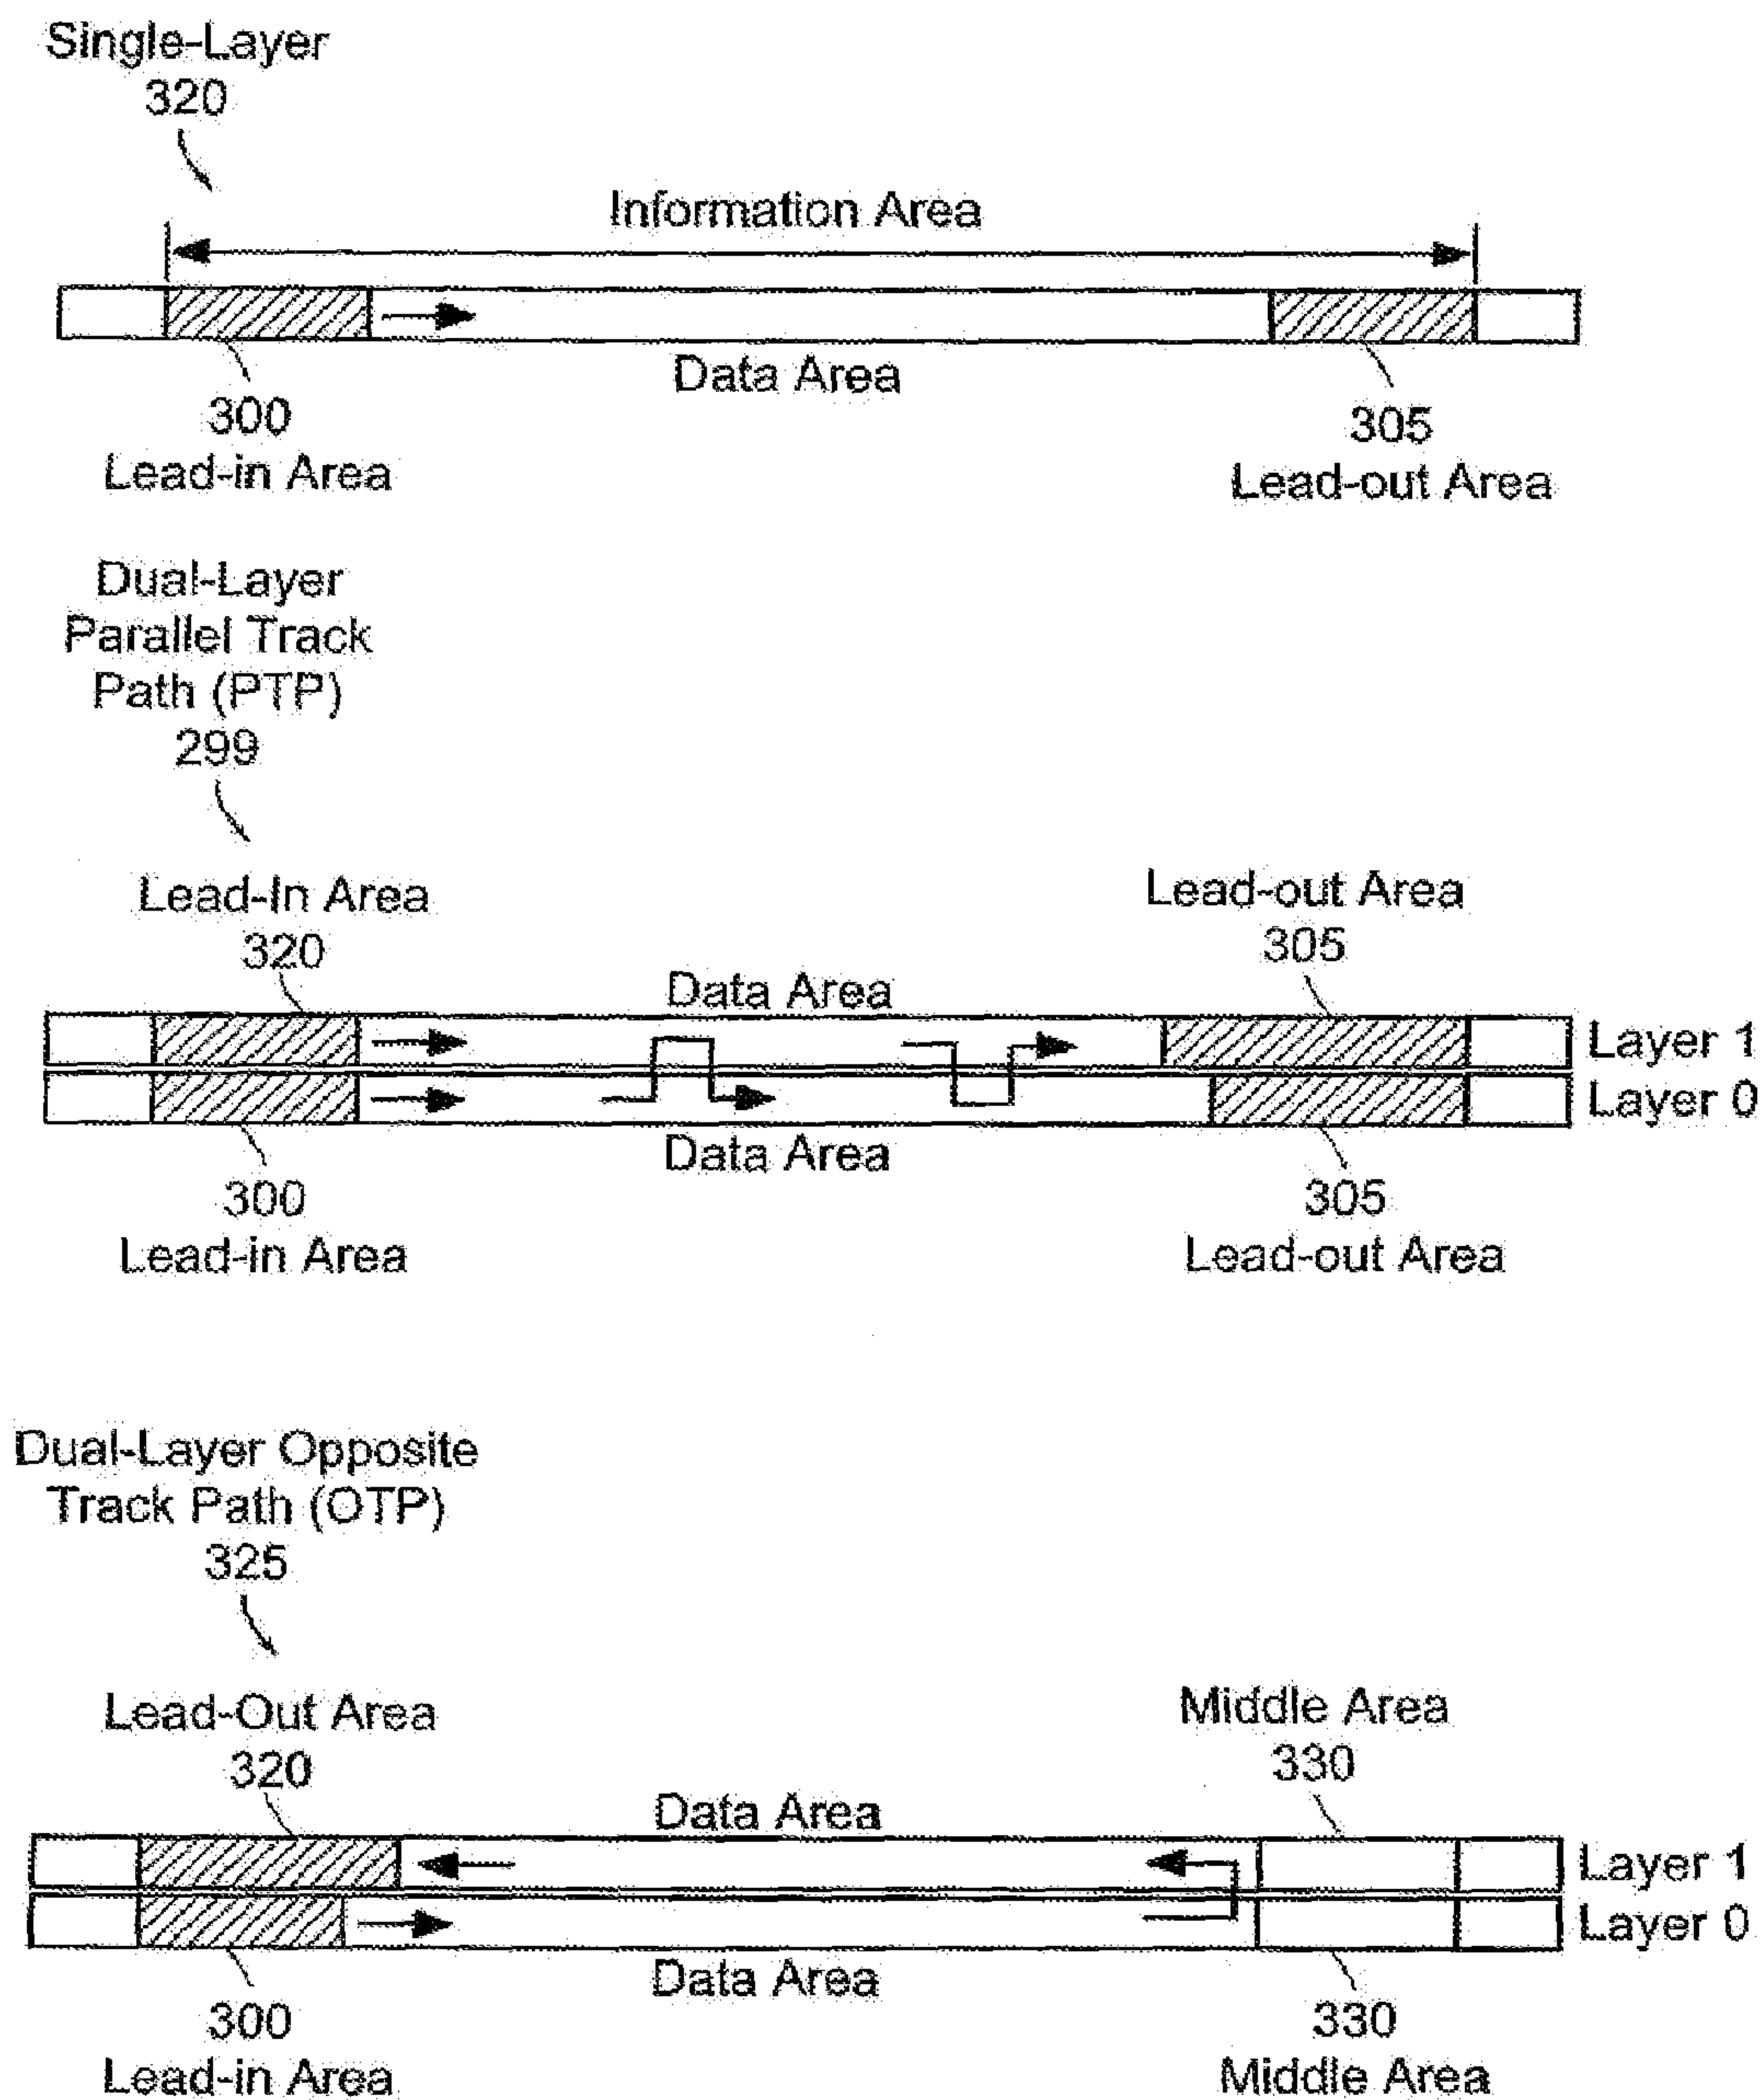 Single-Layer
320
Information Area
Data Area
300
Lead-in Area
305
Lead-out Area
Dual-Layer
Parallel Track
Path (PTP)
299
Lead-In Area
320
Lead-out Area
305
Data Area
Layer 1
Layer 0
Data Area
300
Lead-in Area
305
Lead-out Area
Dual-Layer Opposite
Track Path (OTP)
325
Lead-Out Area
320
Middle Area
330
Data Area
Layer 1
Layer 0
Data Area
300
Lead-in Area
330
Middle Area